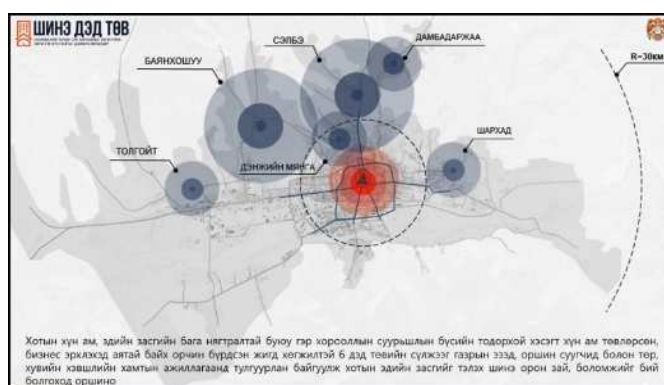 ШИНЭ ДЭД ТӨВ
СЭЛБЭ
ДАМБАДАРЖАА
БАЯНХОШУУ
R=30км
ШАРХАД
ТОЛГОЙТ
ДЭНЖИЙН МЯНГА
Хотын хүн ам, эдийн засгийн бага нягтралтай буюу гэр хорооллын суурьшлын бүсийн тодорхой хэсэгт хүн ам төвлөрсөн,
бизнес эрхлэхэд аятай байх орчин бүрдсэн жигд хөгжилтэй 6 дэд төвийн сүлжээг газрын эзэд, оршин суугчид болон төр,
хувийн хэвшлийн хамтын ажиллагаанд тулгуурлан байгуулж хотын эдийн засгийг тэлэх шинэ орон зай, боломжийг бий
болгоход оршино